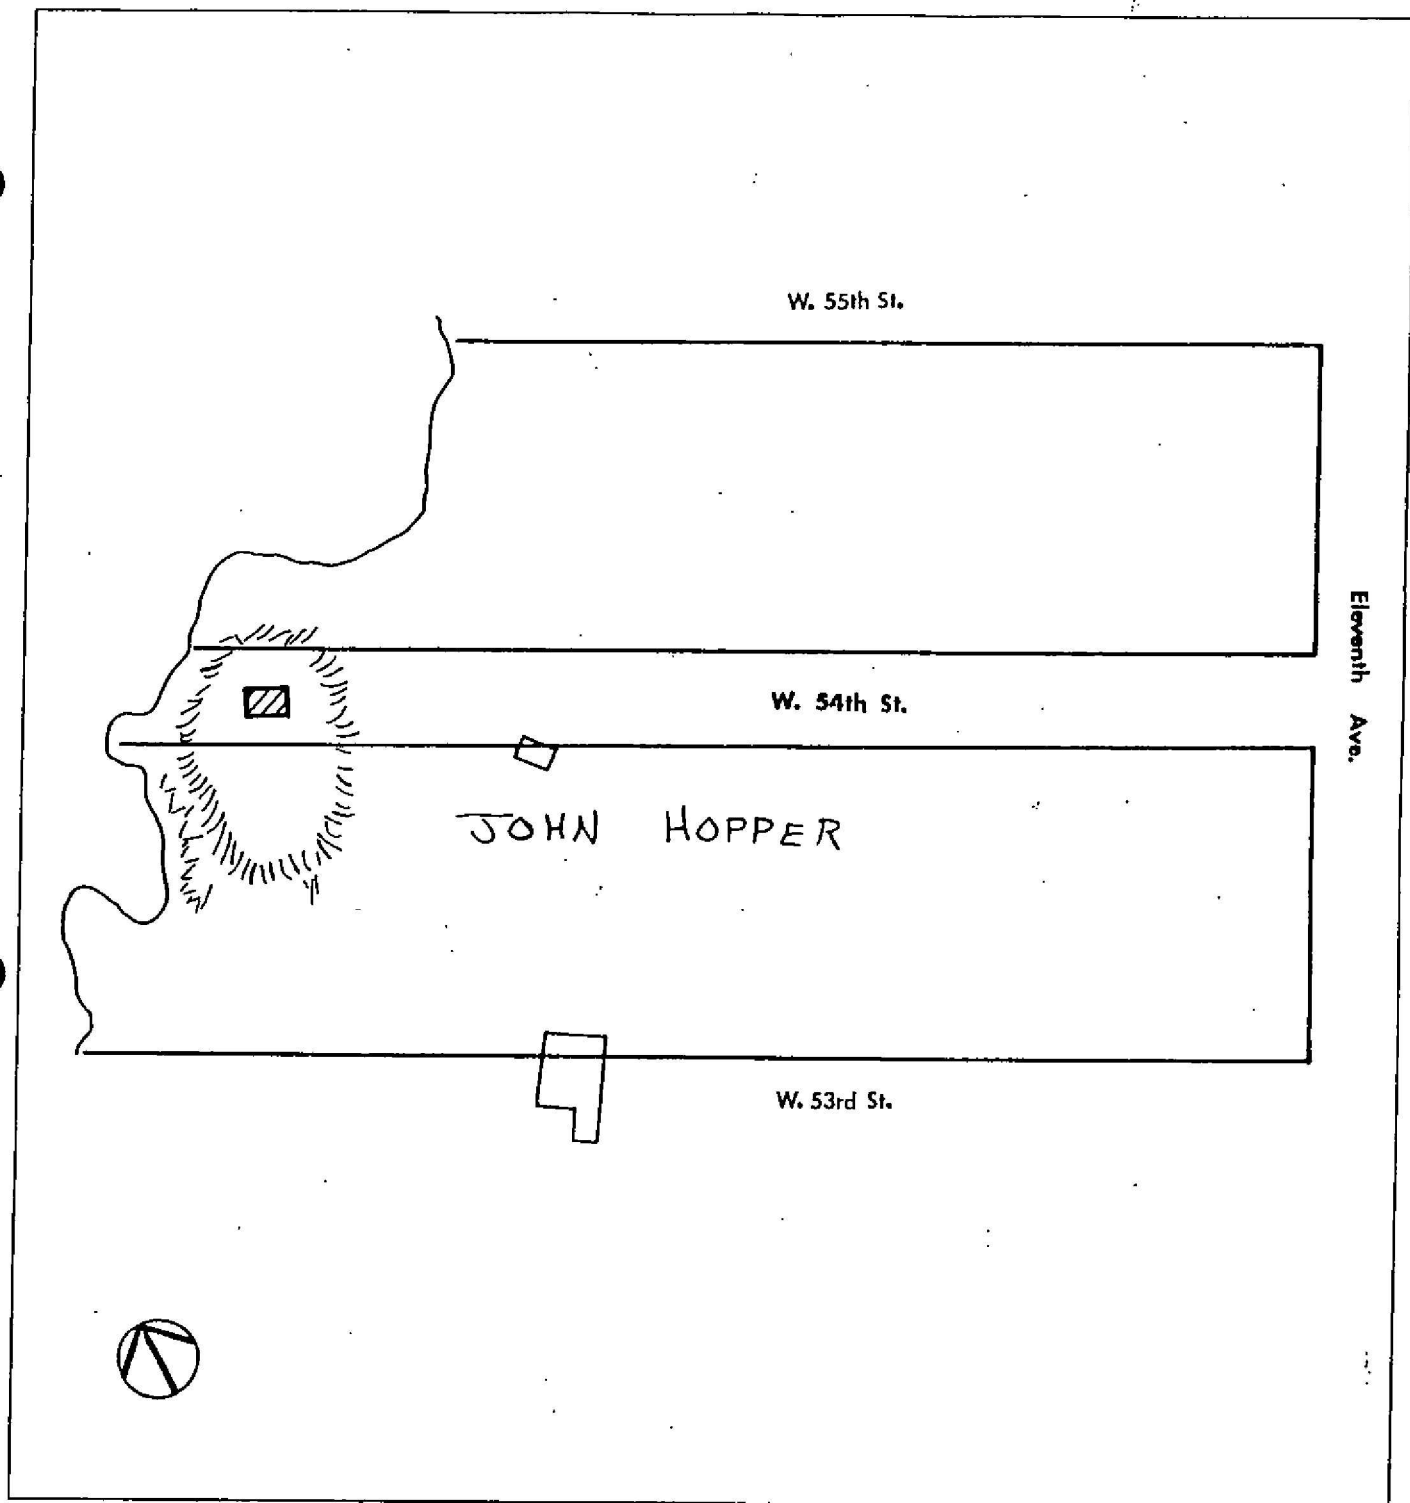 W. 55th St.
Eleventh Ave.
W. 54th St.
JOHN HOPPER
W. 53rd St.